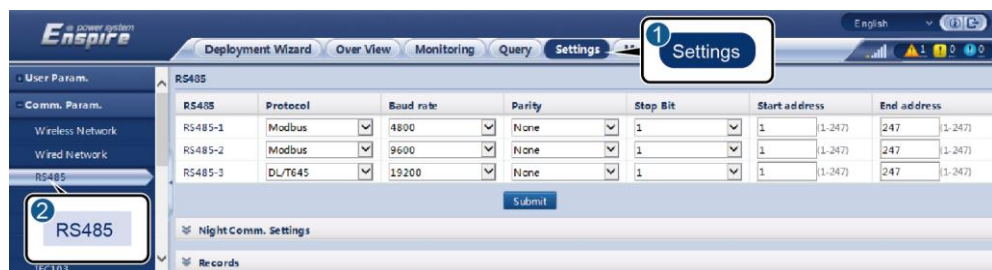 e power system
Enspire
English
Deployment Wizard Over View Monitoring Query Settings
1 Settings
1 0 0
User Param.
Comm. Param.
Wireless Network
Wired Network
RS485
2 RS485
IEC103
RS485
RS485 Protocol Baud rate Parity Stop Bit Start address End address
RS485-1 Modbus 4800 None 1 1 (1-247) 247 (1-247)
RS485-2 Modbus 9600 None 1 1 (1-247) 247 (1-247)
RS485-3 DL/T645 19200 None 1 1 (1-247) 247 (1-247)
Submit
Night Comm. Settings
Records